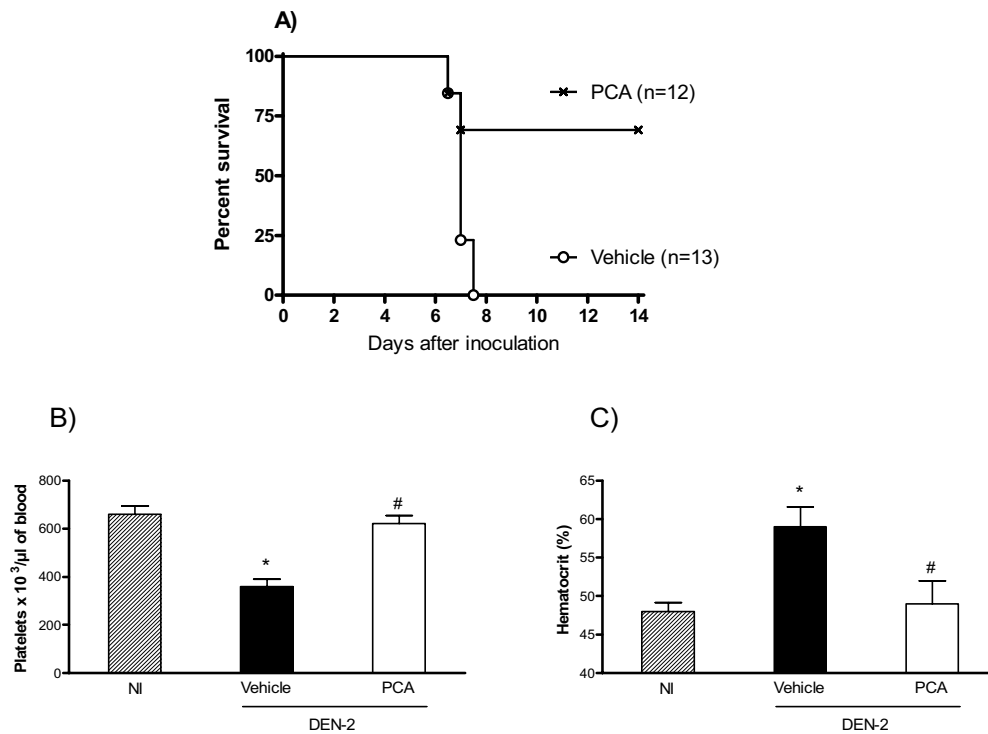 A)
Percent survival
100
75
50
25
0
0 2 4 6 8 10 12 14
Days after inoculation
PCA (n=12)
Vehicle (n=13)
B)
Platelets x 10³/µl of blood
800
600
400
200
0
*
#
NI Vehicle PCA
DEN-2
C)
Hematocrit (%)
65
60
55
50
45
40
*
#
NI Vehicle PCA
DEN-2